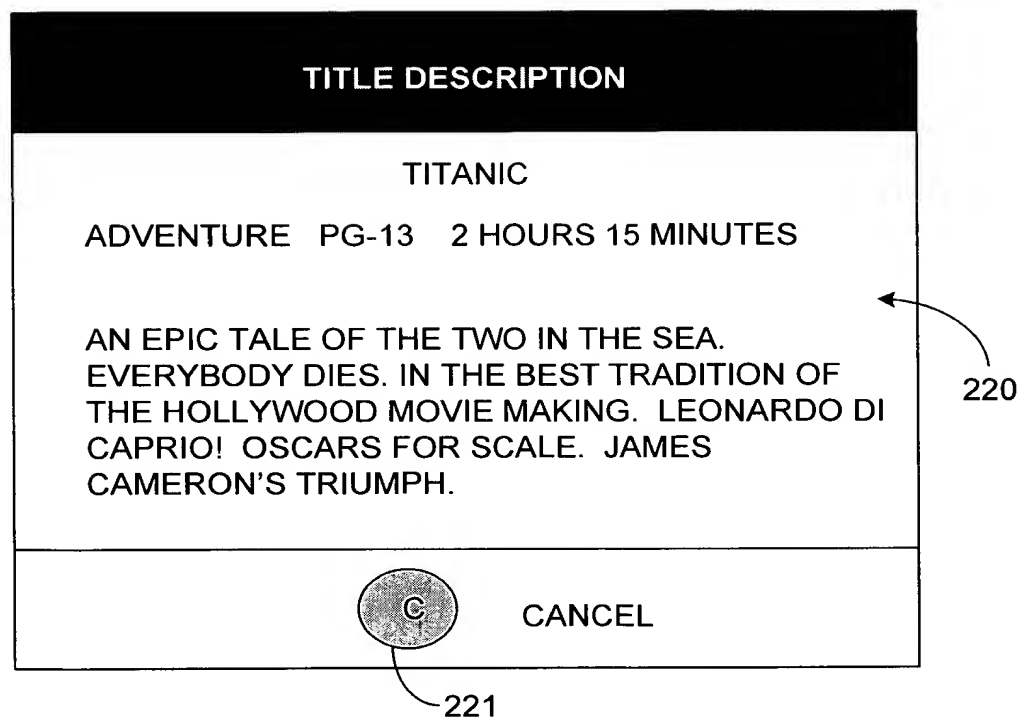 TITLE DESCRIPTION
TITANIC
ADVENTURE PG-13 2 HOURS 15 MINUTES
AN EPIC TALE OF THE TWO IN THE SEA.
EVERYBODY DIES. IN THE BEST TRADITION OF
THE HOLLYWOOD MOVIE MAKING. LEONARDO DI
CAPRIO! OSCARS FOR SCALE. JAMES
CAMERON'S TRIUMPH.
220
C CANCEL
221